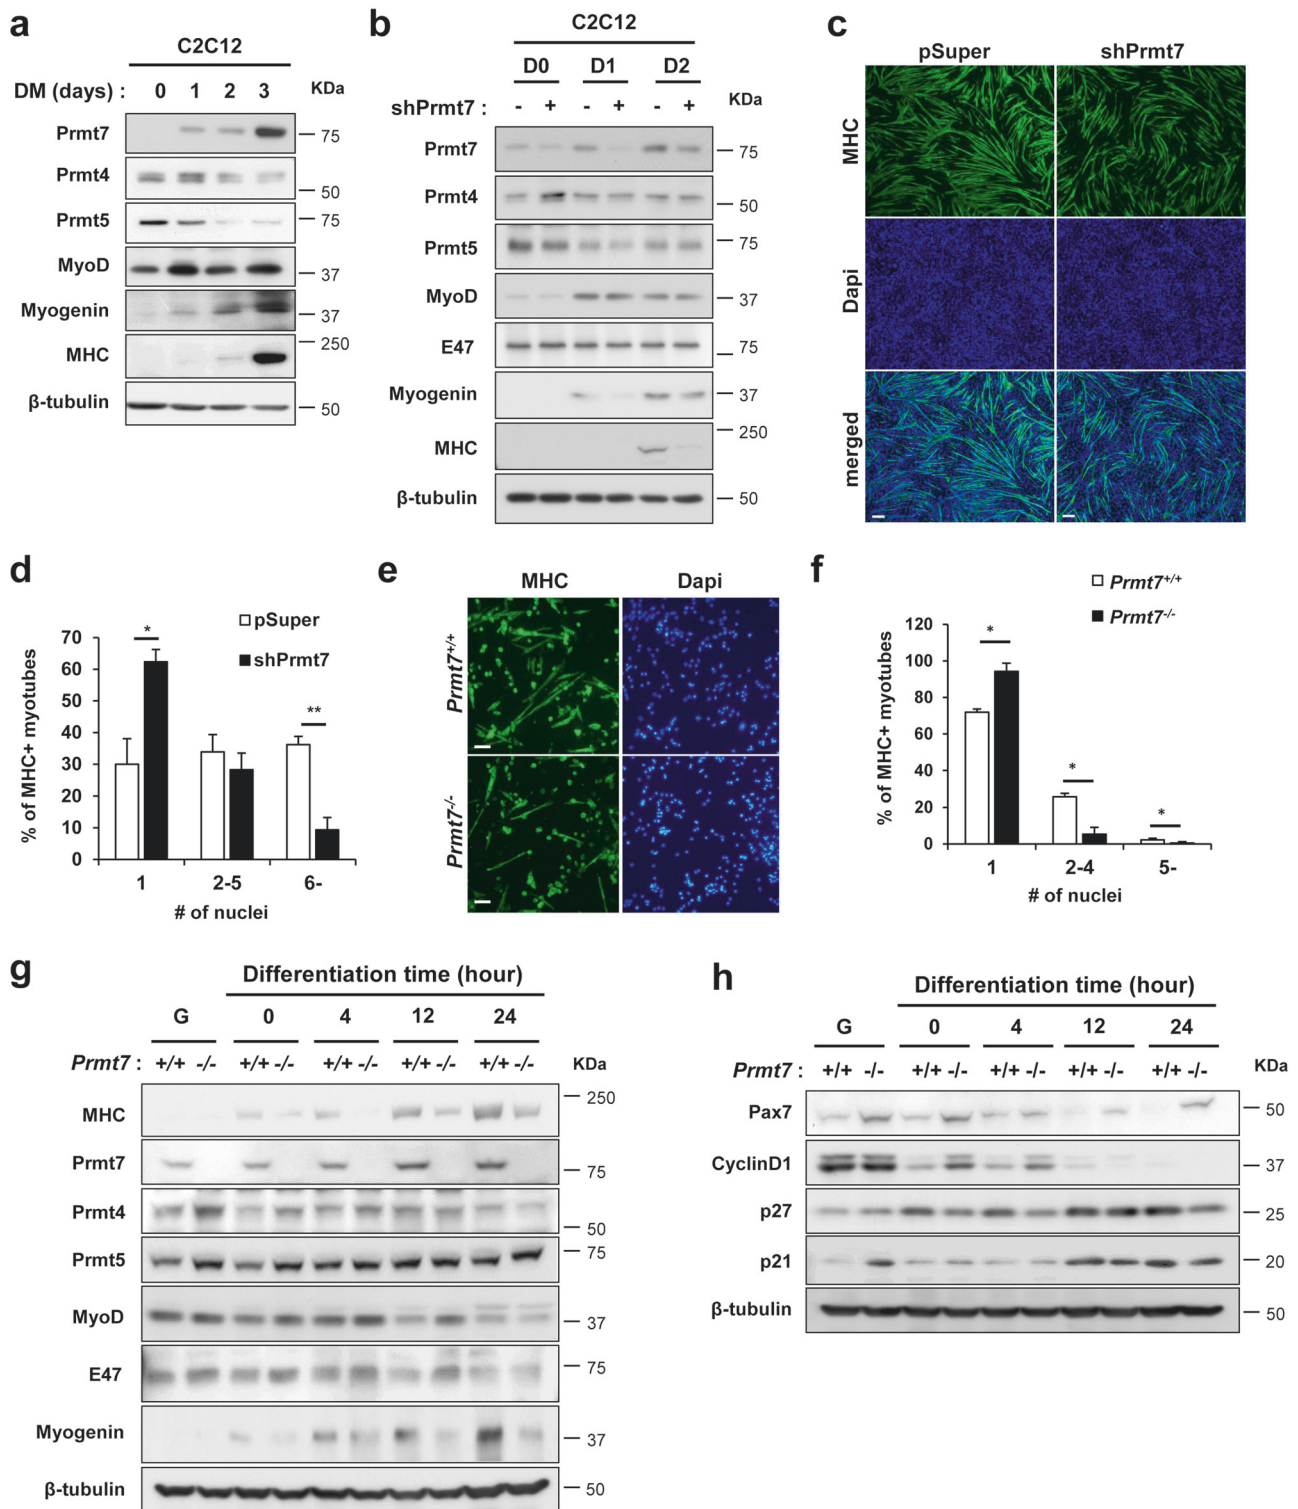 a
C2C12
DM (days) : 0 1 2 3 KDa
Prmt7 75
Prmt4 50
Prmt5 75
MyoD 37
Myogenin 37
MHC 250
β-tubulin 50
b
C2C12
D0 D1 D2
shPrmt7 : - + - + - + KDa
Prmt7 75
Prmt4 50
Prmt5 75
MyoD 37
E47 75
Myogenin 37
MHC 250
β-tubulin 50
c
pSuper shPrmt7
MHC
Dapi
merged
d
pSuper
shPrmt7
% of MHC+ myotubes
70
60
50
40
30
20
10
0
* **
1 2-5 6-
# of nuclei
e
MHC Dapi
Prmt7+/+
Prmt7-/-
f
Prmt7+/+
Prmt7-/-
% of MHC+ myotubes
120
100
80
60
40
20
0
* * *
1 2-4 5-
# of nuclei
g
Differentiation time (hour)
G 0 4 12 24
Prmt7 : +/+ -/- +/+ -/- +/+ -/- +/+ -/- +/+ -/- KDa
MHC 250
Prmt7 75
Prmt4 50
Prmt5 75
MyoD 37
E47 75
Myogenin 37
β-tubulin 50
h
Differentiation time (hour)
G 0 4 12 24
Prmt7 : +/+ -/- +/+ -/- +/+ -/- +/+ -/- +/+ -/- KDa
Pax7 50
CyclinD1 37
p27 25
p21 20
β-tubulin 50